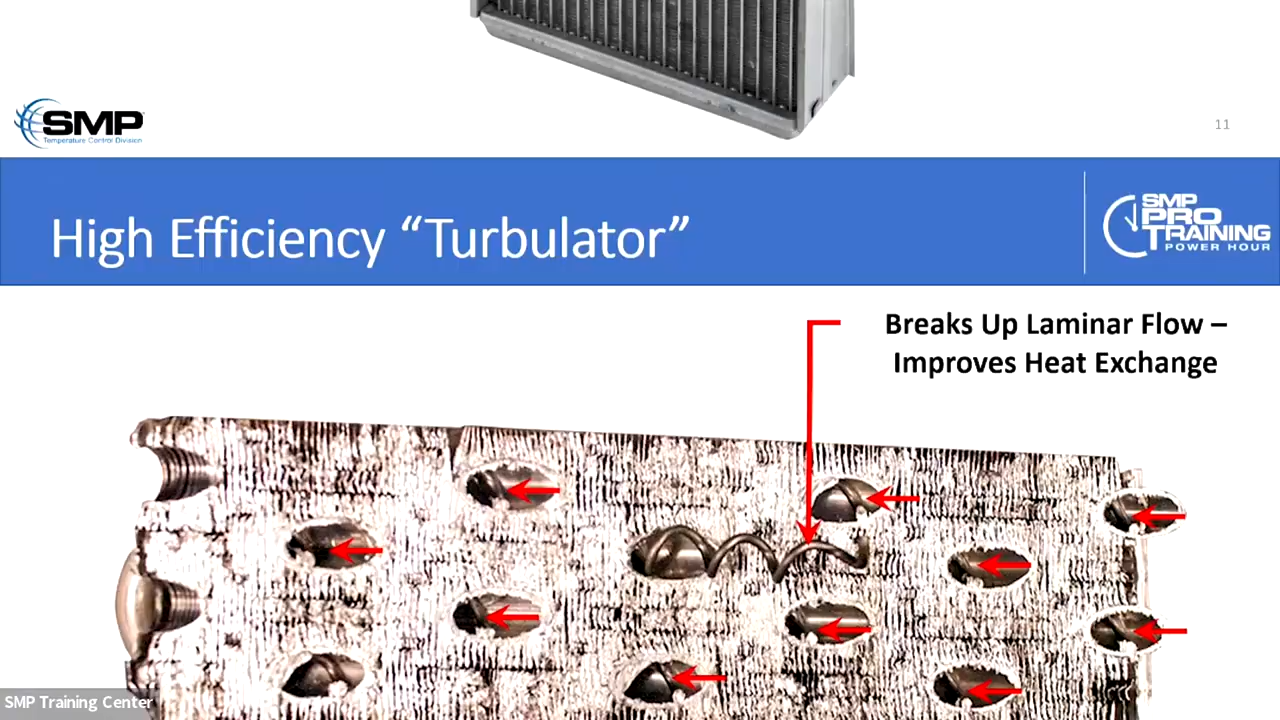 SMP
Temperature Control Division
11
High Efficiency “Turbulator”
SMP
PRO
TRAINING
POWER HOUR
Breaks Up Laminar Flow –
Improves Heat Exchange
SMP Training Center